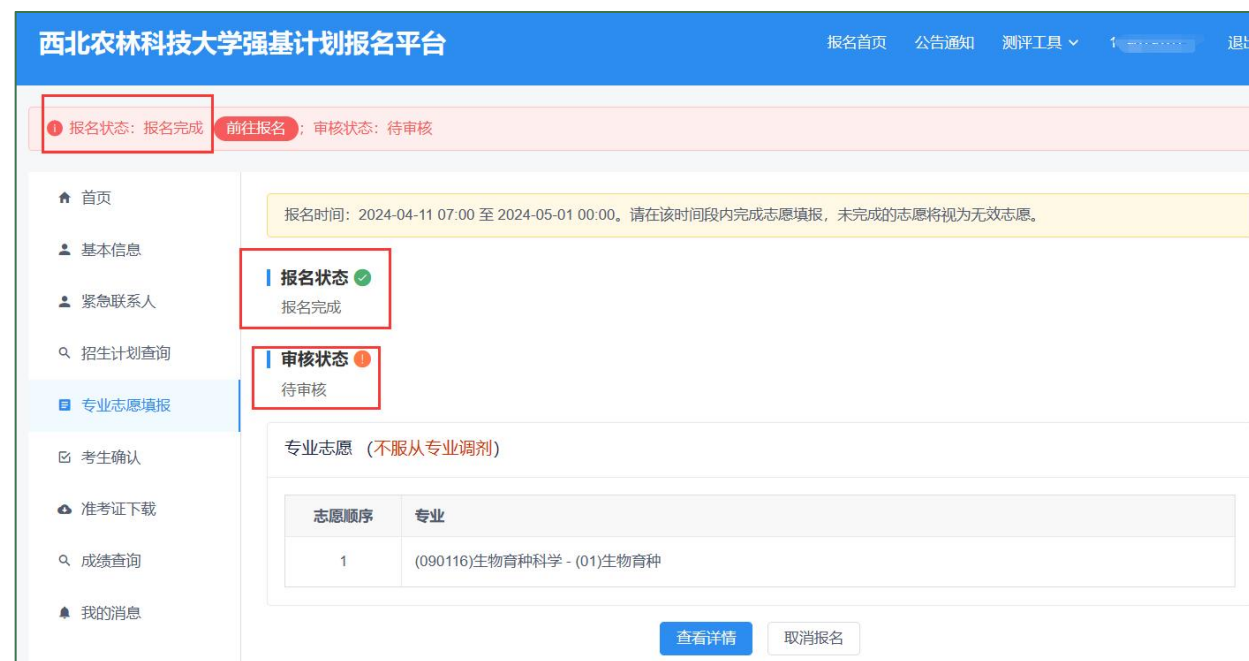 西北农林科技大学强基计划报名平台
报名首页 公告通知 测评工具 退出
报名状态：报名完成 前往报名；审核状态：待审核
首页
基本信息
紧急联系人
招生计划查询
专业志愿填报
考生确认
准考证下载
成绩查询
我的消息
报名时间：2024-04-11 07:00 至 2024-05-01 00:00。请在该时间段内完成志愿填报，未完成的志愿将视为无效志愿。
报名状态
报名完成
审核状态
待审核
专业志愿 （不服从专业调剂）
志愿顺序 专业
1 (090116)生物育种科学 - (01)生物育种
查看详情 取消报名